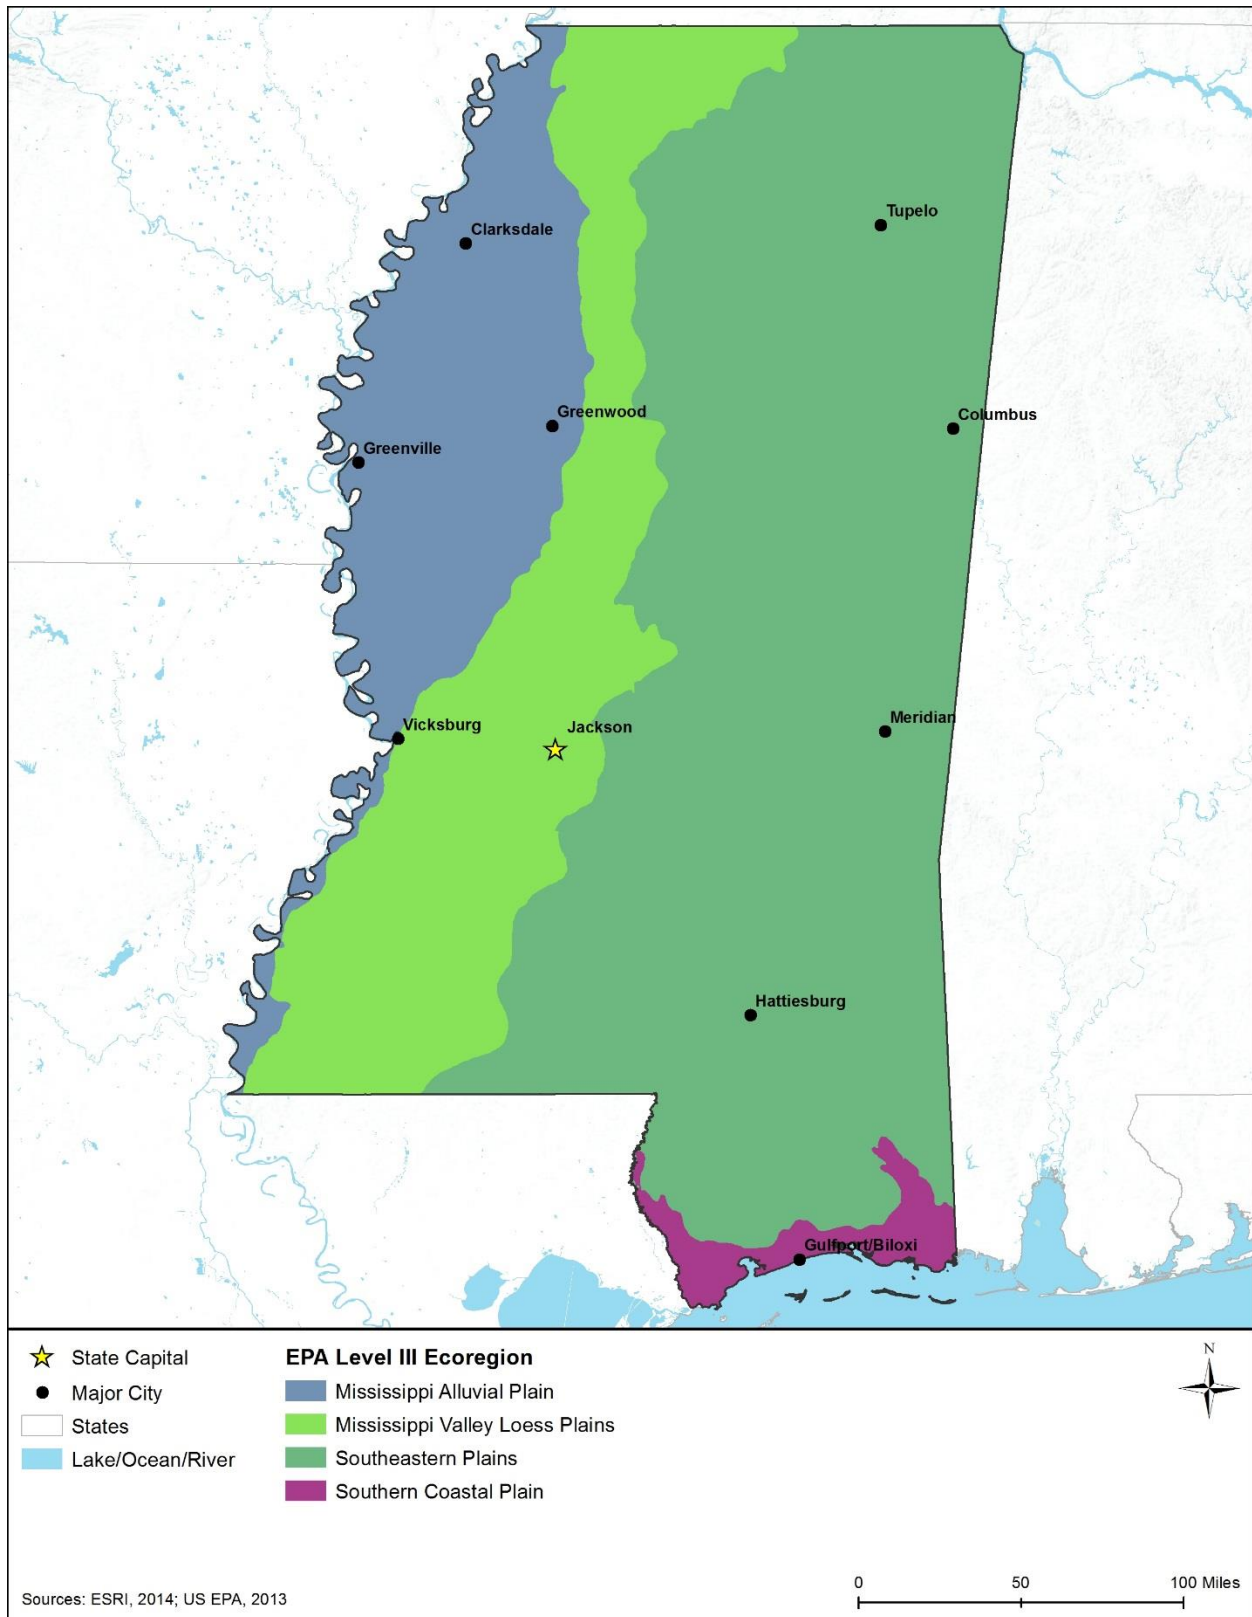 Tupelo
Clarksdale
Greenwood
Columbus
Greenville
Vicksburg
Jackson
Meridian
Hattiesburg
Gulfport/Biloxi
State Capital
Major City
States
Lake/Ocean/River
EPA Level III Ecoregion
Mississippi Alluvial Plain
Mississippi Valley Loess Plains
Southeastern Plains
Southern Coastal Plain
N
0 50 100 Miles
Sources: ESRI, 2014; US EPA, 2013